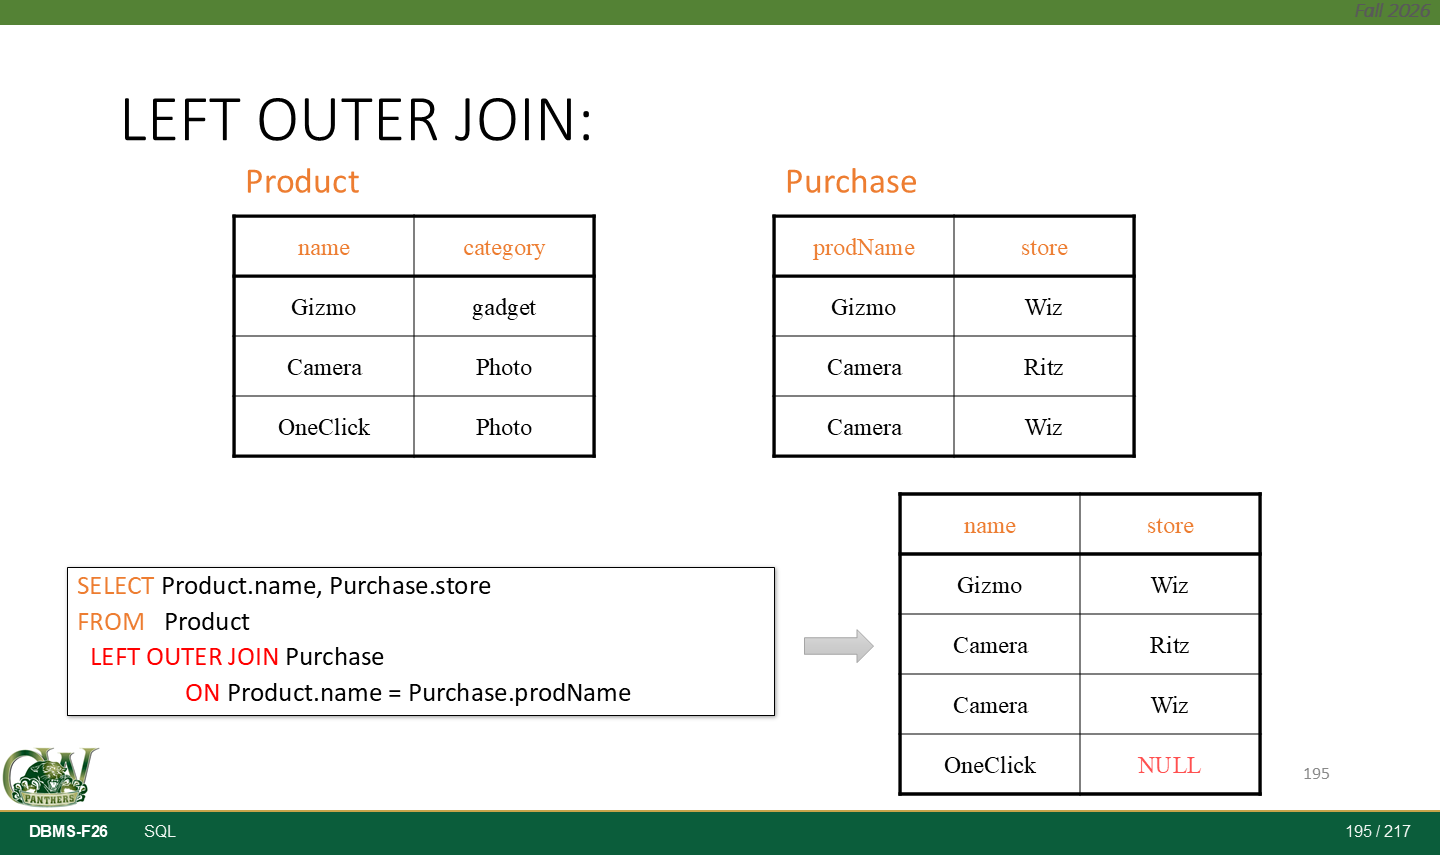 Fall 2026
LEFT OUTER JOIN:
Product
name category
Gizmo gadget
Camera Photo
OneClick Photo
Purchase
prodName store
Gizmo Wiz
Camera Ritz
Camera Wiz
SELECT Product.name, Purchase.store
FROM Product
LEFT OUTER JOIN Purchase
ON Product.name = Purchase.prodName
name store
Gizmo Wiz
Camera Ritz
Camera Wiz
OneClick NULL
195
OW
PANTHERS
DBMS-F26 SQL 195 / 217